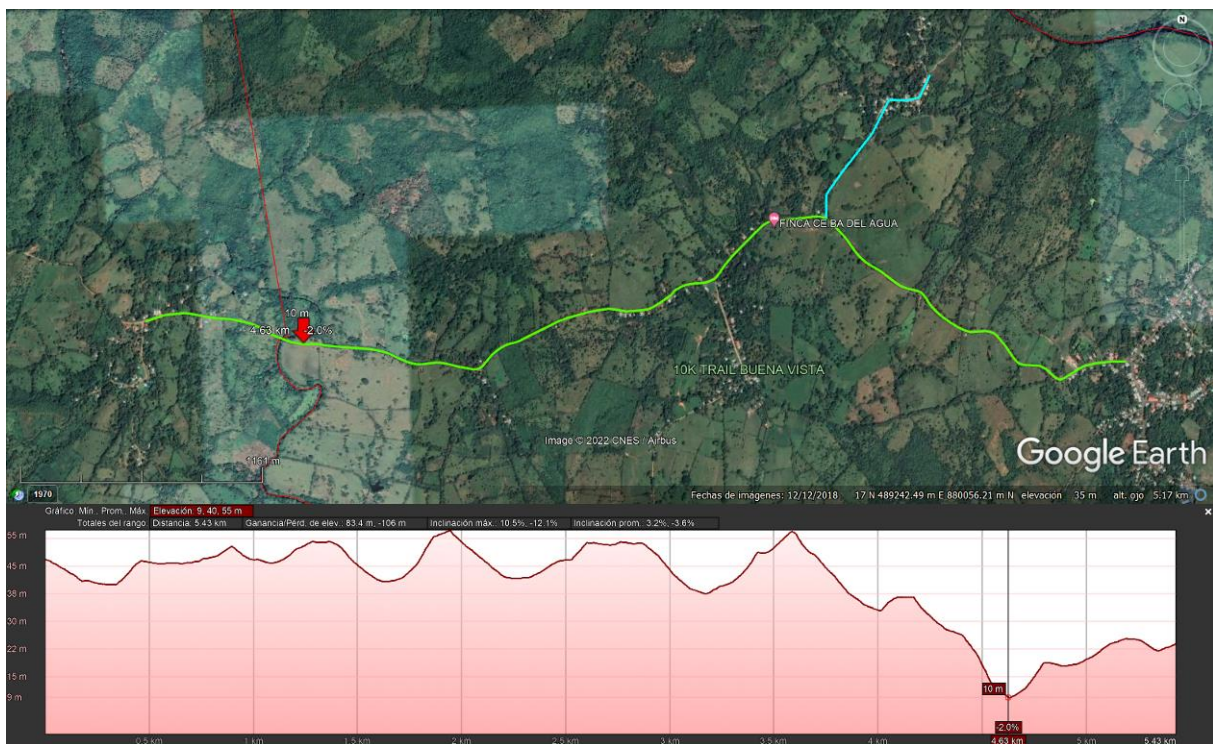 N
FINCA CEIBA DEL AGUA
10 m
4.63 km -2.0%
10K TRAIL BUENA VISTA
Image © 2022 CNES / Airbus
Google Earth
1161 m
1970
Fechas de imágenes: 12/12/2018 17 N 489242.49 m E 880056.21 m N elevación 35 m alt. ojo 5.17 km
Gráfico: Mín., Prom., Máx. Elevación: 9, 40, 55 m
Totales del rango: Distancia: 5.43 km Ganancia/Pérd. de elev.: 83.4 m, -106 m Inclinación máx.: 10.5%, -12.1% Inclinación prom.: 3.2%, -3.6%
55 m
45 m
38 m
30 m
22 m
15 m
9 m
10 m
-2.0%
0.5 km 1 km 1.5 km 2 km 2.5 km 3 km 3.5 km 4 km 4.63 km 5 km 5.43 km